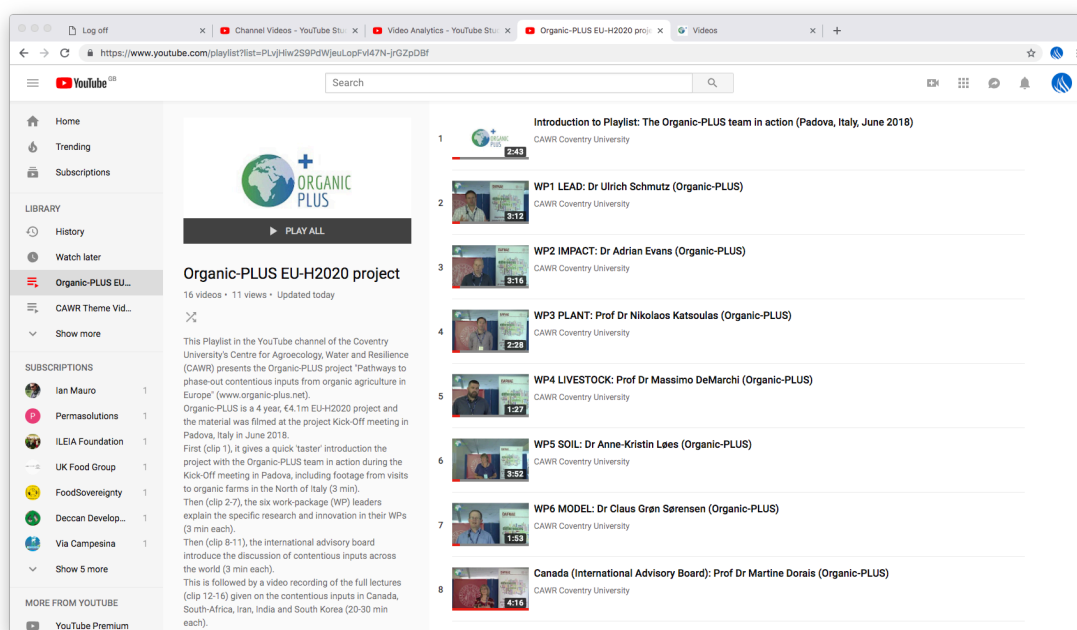 Log off
Channel Videos - YouTube Stu
Video Analytics - YouTube Stu
Organic-PLUS EU-H2020 proje
Videos
https://www.youtube.com/playlist?list=PLvjHiw2S9PdWjeuLopFvl47N-jrGZpDBf
YouTube GB
Search
Home
Trending
Subscriptions
LIBRARY
History
Watch later
Organic-PLUS EU...
CAWR Theme Vid...
Show more
SUBSCRIPTIONS
Ian Mauro 1
P Permasolutions 1
ILEIA Foundation 1
UK Food Group 1
FoodSovereignty 1
Deccan Develop... 1
Via Campesina 1
Show 5 more
MORE FROM YOUTUBE
YouTube Premium
ORGANIC
PLUS
PLAY ALL
Organic-PLUS EU-H2020 project
16 videos • 11 views • Updated today
This Playlist in the YouTube channel of the Coventry
University's Centre for Agroecology, Water and Resilience
(CAWR) presents the Organic-PLUS project "Pathways to
phase-out contentious inputs from organic agriculture in
Europe" (www.organic-plus.net).
Organic-PLUS is a 4 year, €4.1m EU-H2020 project and
the material was filmed at the project Kick-Off meeting in
Padova, Italy in June 2018.
First (clip 1), it gives a quick 'taster' introduction the
project with the Organic-PLUS team in action during the
Kick-Off meeting in Padova, including footage from visits
to organic farms in the North of Italy (3 min).
Then (clip 2-7), the six work-package (WP) leaders
explain the specific research and innovation in their WPs
(3 min each).
Then (clip 8-11), the international advisory board
introduce the discussion of contentious inputs across
the world (3 min each).
This is followed by a video recording of the full lectures
(clip 12-16) given on the contentious inputs in Canada,
South-Africa, Iran, India and South Korea (20-30 min
each).
1
ORGANIC
PLUS
2:43
Introduction to Playlist: The Organic-PLUS team in action (Padova, Italy, June 2018)
CAWR Coventry University
2
3:12
WP1 LEAD: Dr Ulrich Schmutz (Organic-PLUS)
CAWR Coventry University
3
3:16
WP2 IMPACT: Dr Adrian Evans (Organic-PLUS)
CAWR Coventry University
4
2:28
WP3 PLANT: Prof Dr Nikolaos Katsoulas (Organic-PLUS)
CAWR Coventry University
5
1:27
WP4 LIVESTOCK: Prof Dr Massimo DeMarchi (Organic-PLUS)
CAWR Coventry University
6
3:52
WP5 SOIL: Dr Anne-Kristin Løes (Organic-PLUS)
CAWR Coventry University
7
1:53
WP6 MODEL: Dr Claus Grøn Sørensen (Organic-PLUS)
CAWR Coventry University
8
4:16
Canada (International Advisory Board): Prof Dr Martine Dorais (Organic-PLUS)
CAWR Coventry University